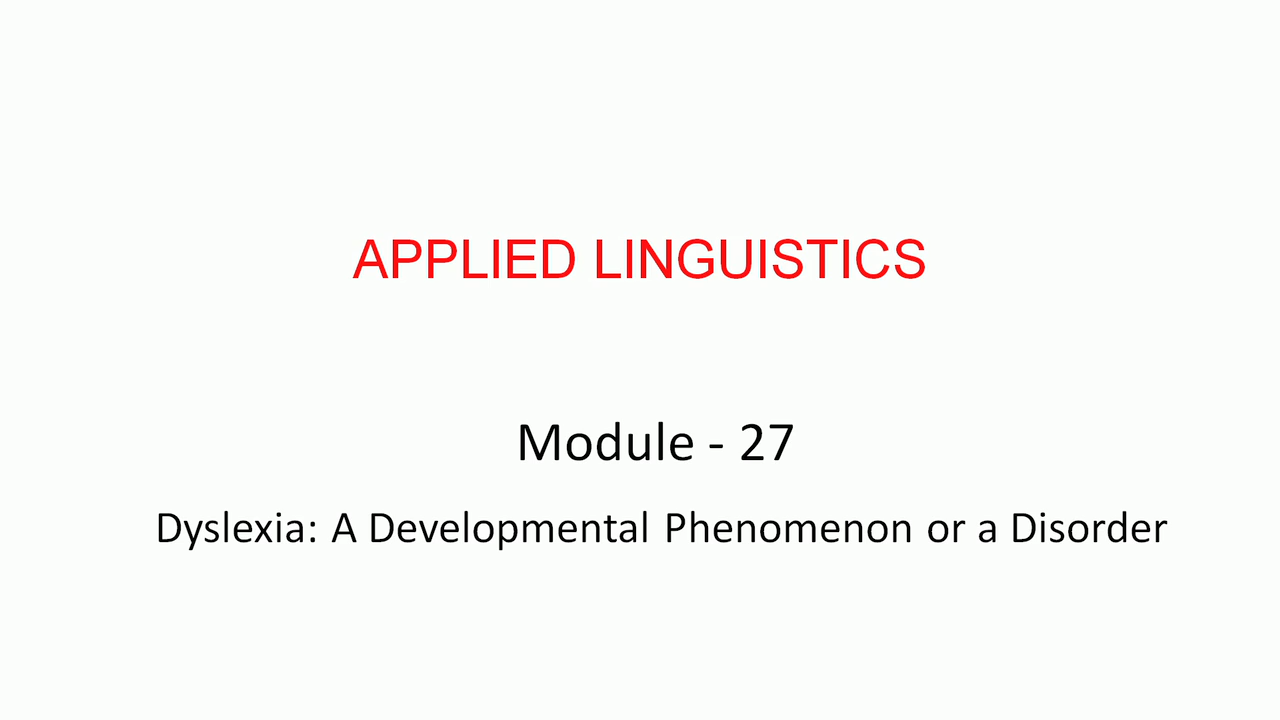 APPLIED LINGUISTICS
Module - 27
Dyslexia: A Developmental Phenomenon or a Disorder